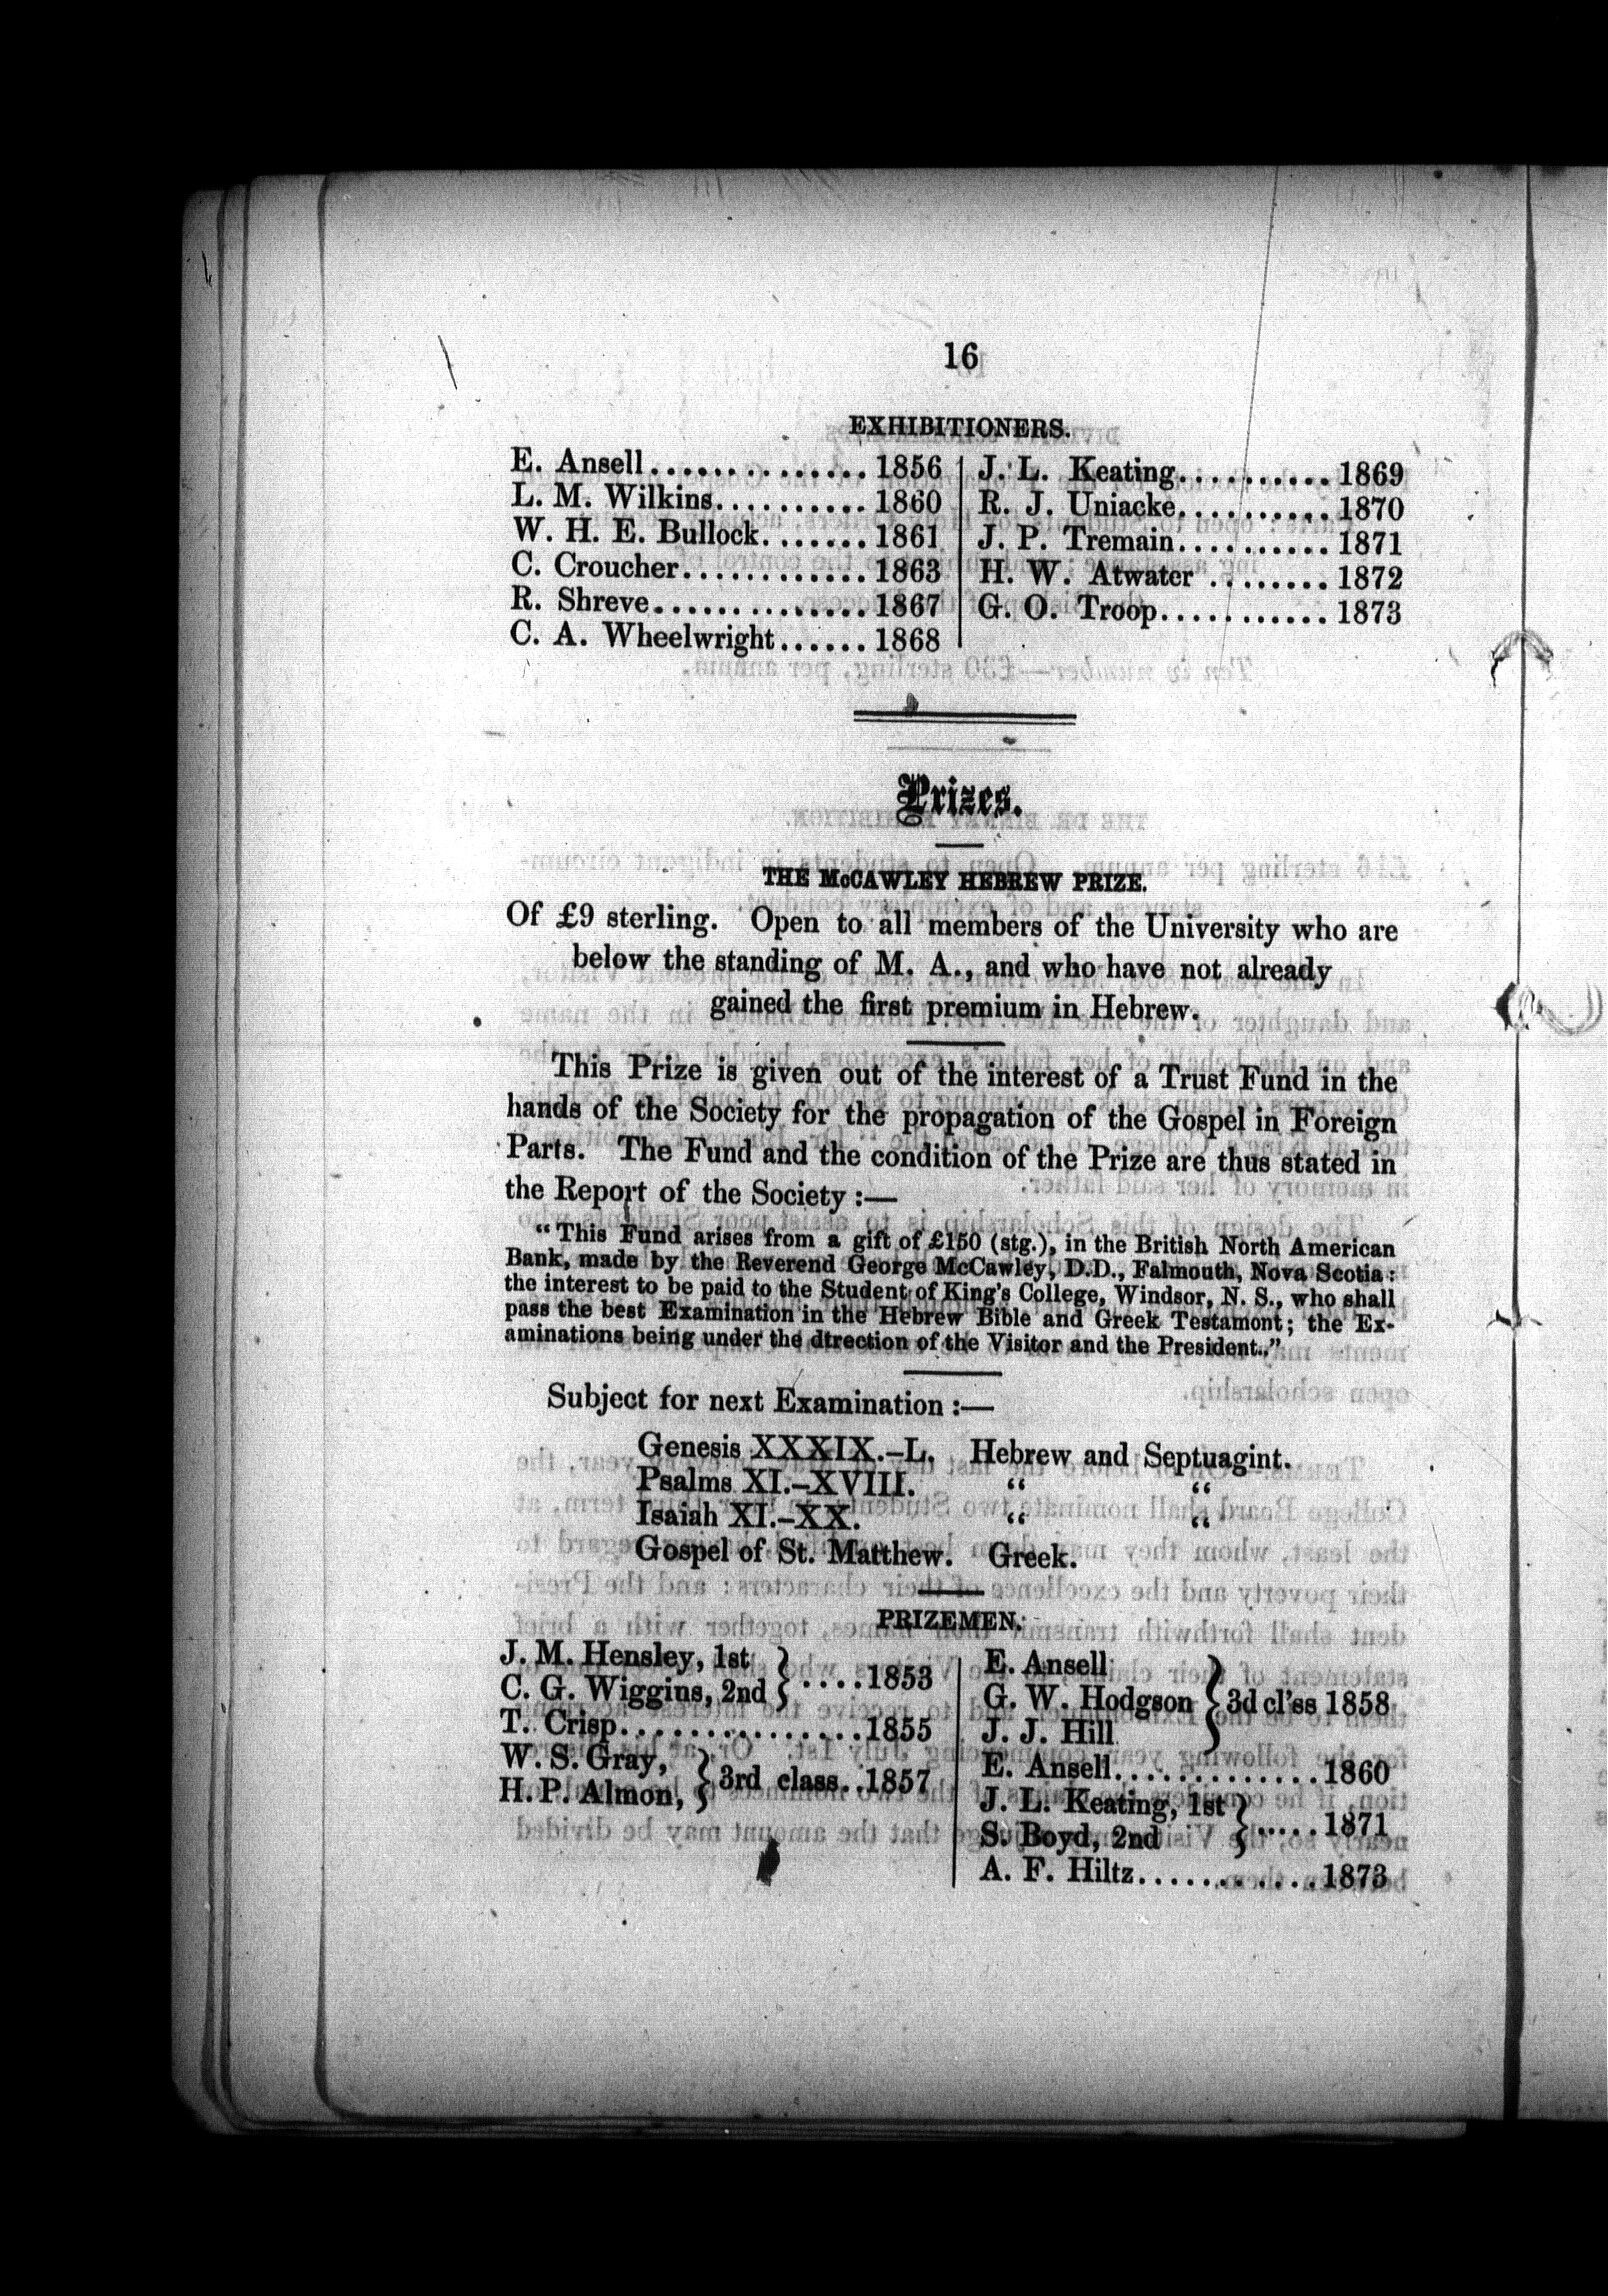 16
EXHIBITIONERS.
E. Ansell..............1856
L. M. Wilkins..........1860
W. H. E. Bullock.......1861
C. Croucher............1863
R. Shreve..............1867
C. A. Wheelwright......1868
J. L. Keating..........1869
R. J. Uniacke..........1870
J. P. Tremain..........1871
H. W. Atwater ........1872
G. O. Troop...........1873
Prizes.
THE McCAWLEY HEBREW PRIZE.
Of £9 sterling. Open to all members of the University who are
below the standing of M. A., and who have not already
gained the first premium in Hebrew.
This Prize is given out of the interest of a Trust Fund in the
hands of the Society for the propagation of the Gospel in Foreign
Parts. The Fund and the condition of the Prize are thus stated in
the Report of the Society :—
“This Fund arises from a gift of £150 (stg.), in the British North American
Bank, made by the Reverend George McCawley, D.D., Falmouth, Nova Scotia:
the interest to be paid to the Student of King's College, Windsor, N. S., who shall
pass the best Examination in the Hebrew Bible and Greek Testament; the Ex-
aminations being under the dtrection of the Visitor and the President.."
Subject for next Examination :—
Genesis XXXIX.-L. Hebrew and Septuagint.
Psalms XI.-XVIII. “ “
Isaiah XI.-XX. “ “
Gospel of St. Matthew. Greek.
PRIZEMEN.
J. M. Hensley, 1st
C. G. Wiggins, 2nd } ....1853
T. Crisp...............1855
W. S. Gray,
H. P. Almon, } 3rd class..1857
E. Ansell
G. W. Hodgson } 3d cl'ss 1858
J. J. Hill
E. Ansell.............1860
J. L. Keating, 1st
S. Boyd, 2nd } .....1871
A. F. Hiltz............1873